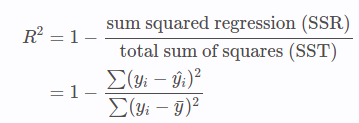 R² = 1 − sum squared regression (SSR) / total sum of squares (SST)
= 1 − ∑(yᵢ − ŷᵢ)² / ∑(yᵢ − ȳ)²